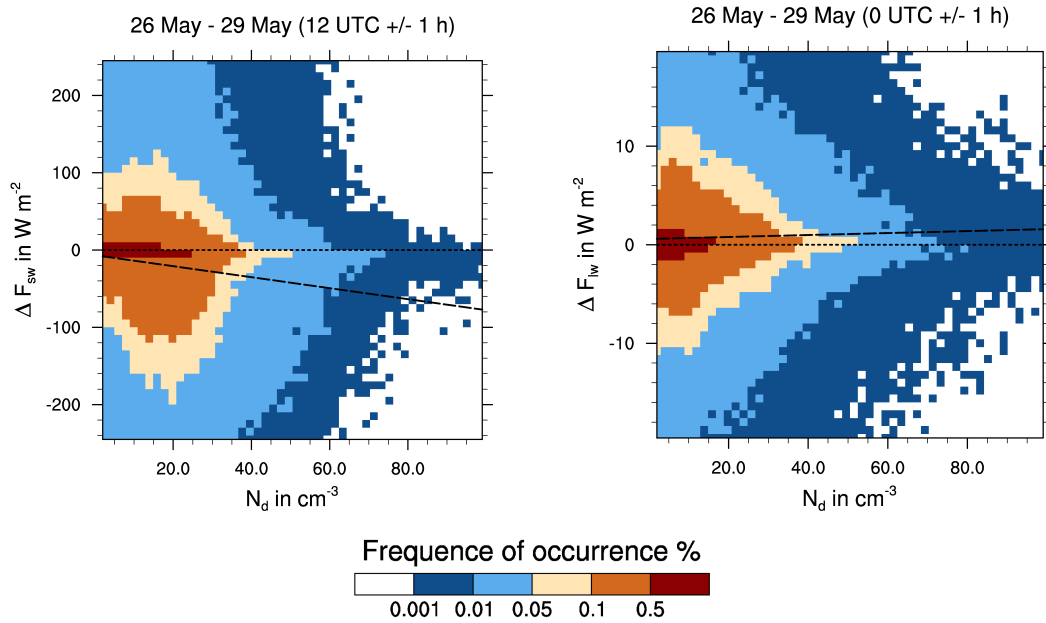 26 May - 29 May (12 UTC +/- 1 h)
200
100
0
-100
-200
Δ F_sw in W m^-2
20.0 40.0 60.0 80.0
N_d in cm^-3
26 May - 29 May (0 UTC +/- 1 h)
10
0
-10
Δ F_lw in W m^-2
20.0 40.0 60.0 80.0
N_d in cm^-3
Frequence of occurrence %
0.001 0.01 0.05 0.1 0.5